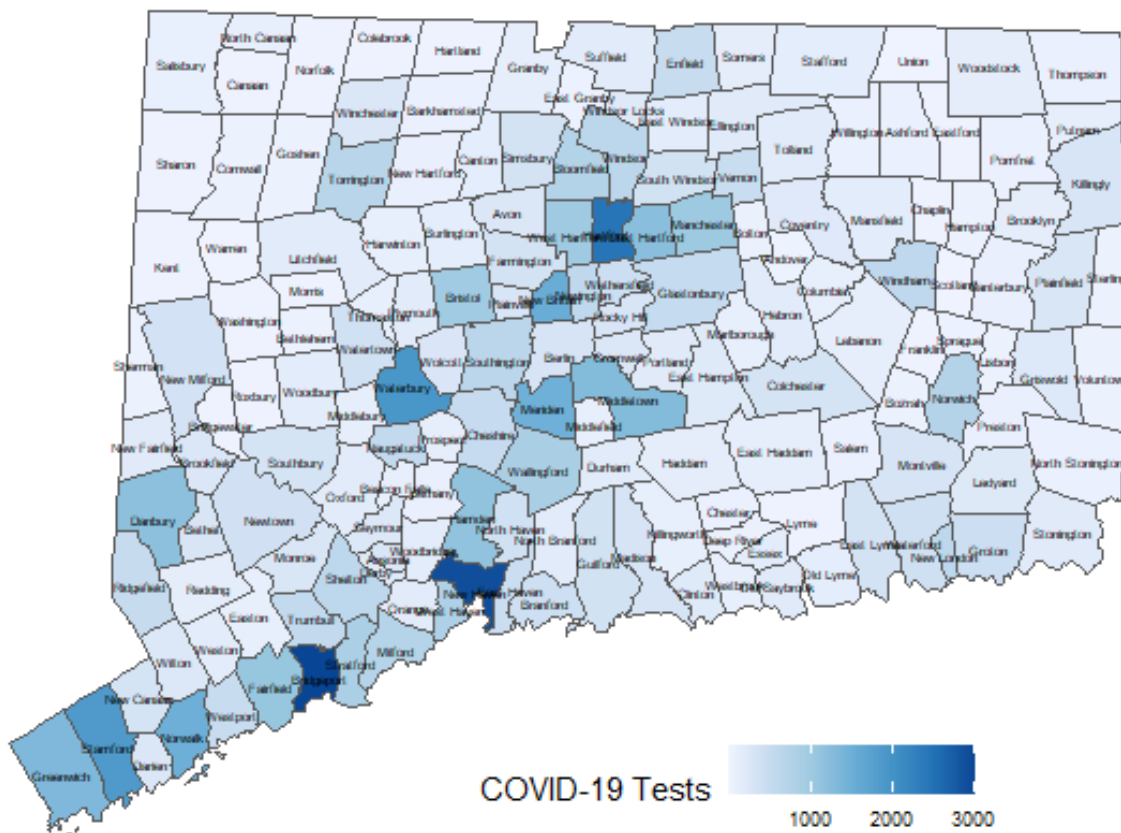 North Canaan
Colebrook
Hartland
Salisbury
Canaan
Norfolk
Granby
Suffield
Enfield
Somers
Stafford
Union
Woodstock
Thompson
Winchester
Barkhamsted
East Granby
Windsor Locks
East Windsor
Ellington
Willington
Ashford
Eastford
Putnam
Sharon
Cornwall
Goshen
Torrington
New Hartford
Canton
Simsbury
Bloomfield
Windsor
South Windsor
Vernon
Tolland
Pomfret
Killingly
Kent
Warren
Litchfield
Harwinton
Burlington
Avon
West Hartford
Manchester
Bolton
Coventry
Mansfield
Chaplin
Hampton
Brooklyn
Morris
Bristol
Farmington
Plainville
New Britain
Wethersfield
Glastonbury
Andover
Columbia
Windham
Scotland
Canterbury
Plainfield
Sterling
Washington
Bethlehem
Thomaston
Plymouth
Rocky Hill
Marlborough
Hebron
Lebanon
Franklin
Sprague
Lisbon
Griswold
Voluntown
Sherman
New Milford
Roxbury
Woodbury
Watertown
Wolcott
Southington
Berlin
Cromwell
Portland
East Hampton
Colchester
Bozrah
Norwich
Preston
Waterbury
Middlebury
Meriden
Middletown
Middlefield
Bridgewater
New Fairfield
Brookfield
Southbury
Naugatuck
Prospect
Cheshire
Wallingford
Durham
Haddam
East Haddam
Salem
Montville
Ledyard
North Stonington
Danbury
Bethel
Newtown
Oxford
Beacon Falls
Bethany
Seymour
Hamden
North Haven
North Branford
Guilford
Madison
Killingworth
Chester
Deep River
Essex
Lyme
East Lyme
Waterford
New London
Groton
Stonington
Ridgefield
Redding
Monroe
Shelton
Ansonia
Derby
Woodbridge
New Haven
Orange
West Haven
Branford
Clinton
Westbrook
Old Saybrook
Old Lyme
Wilton
Weston
Easton
Trumbull
Stratford
Milford
Bridgeport
Fairfield
New Canaan
Westport
Norwalk
Stamford
Darien
Greenwich
COVID-19 Tests
1000 2000 3000